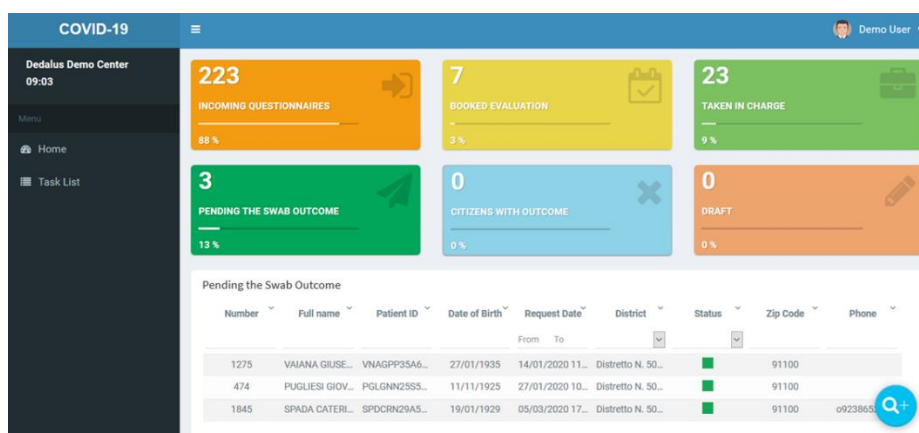 COVID-19
Demo User
Dedalus Demo Center
09:03
Menu
Home
Task List
223
INCOMING QUESTIONNAIRES
88 %
7
BOOKED EVALUATION
3 %
23
TAKEN IN CHARGE
9 %
3
PENDING THE SWAB OUTCOME
13 %
0
CITIZENS WITH OUTCOME
0 %
0
DRAFT
0 %
Pending the Swab Outcome
Number Full name Patient ID Date of Birth Request Date District Status Zip Code Phone
From To
1275 VAIANA GIUSE... VNAGPP35A6... 27/01/1935 14/01/2020 11... Distretto N. 50... 91100
474 PUGLIESI GIOV... PGLGNN25S5... 11/11/1925 27/01/2020 10... Distretto N. 50... 91100
1845 SPADA CATERI... SPDCRN29A5... 19/01/1929 05/03/2020 17... Distretto N. 50... 91100